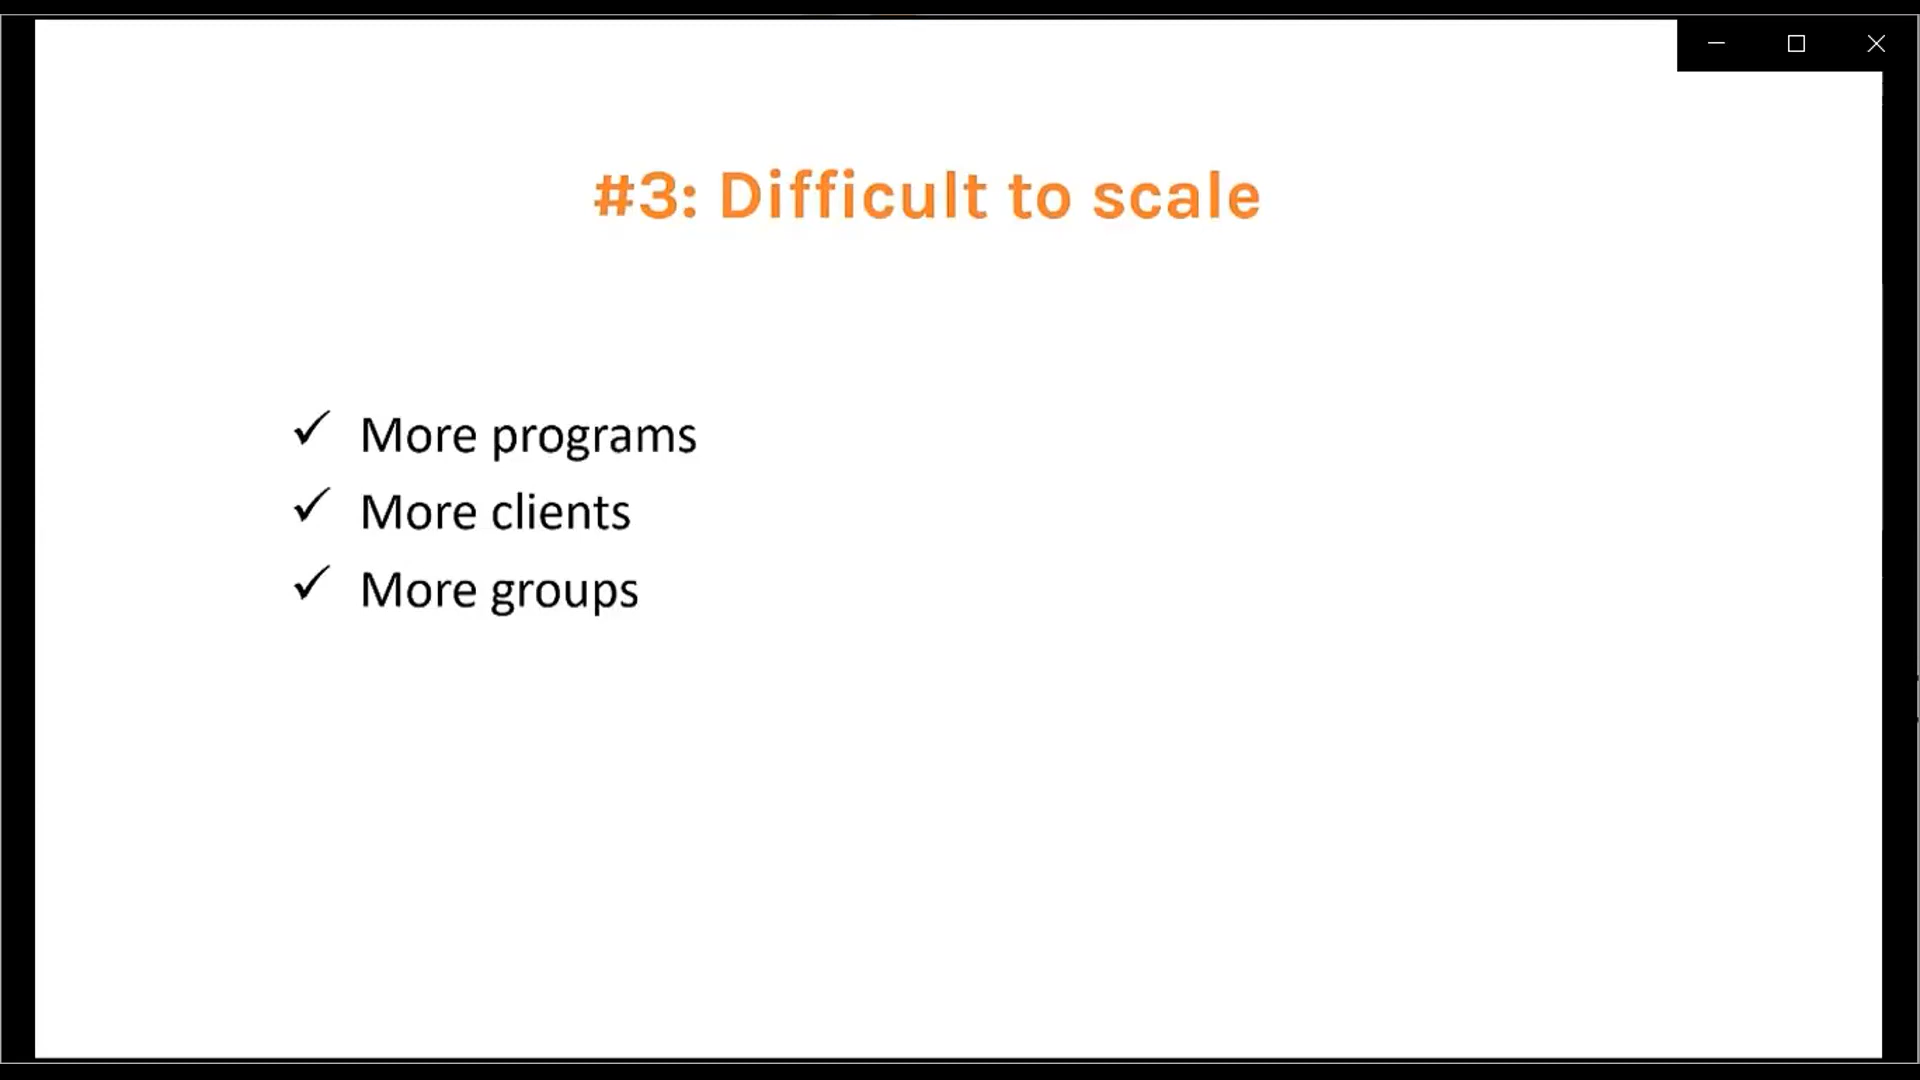 #3: Difficult to scale
✓ More programs
✓ More clients
✓ More groups